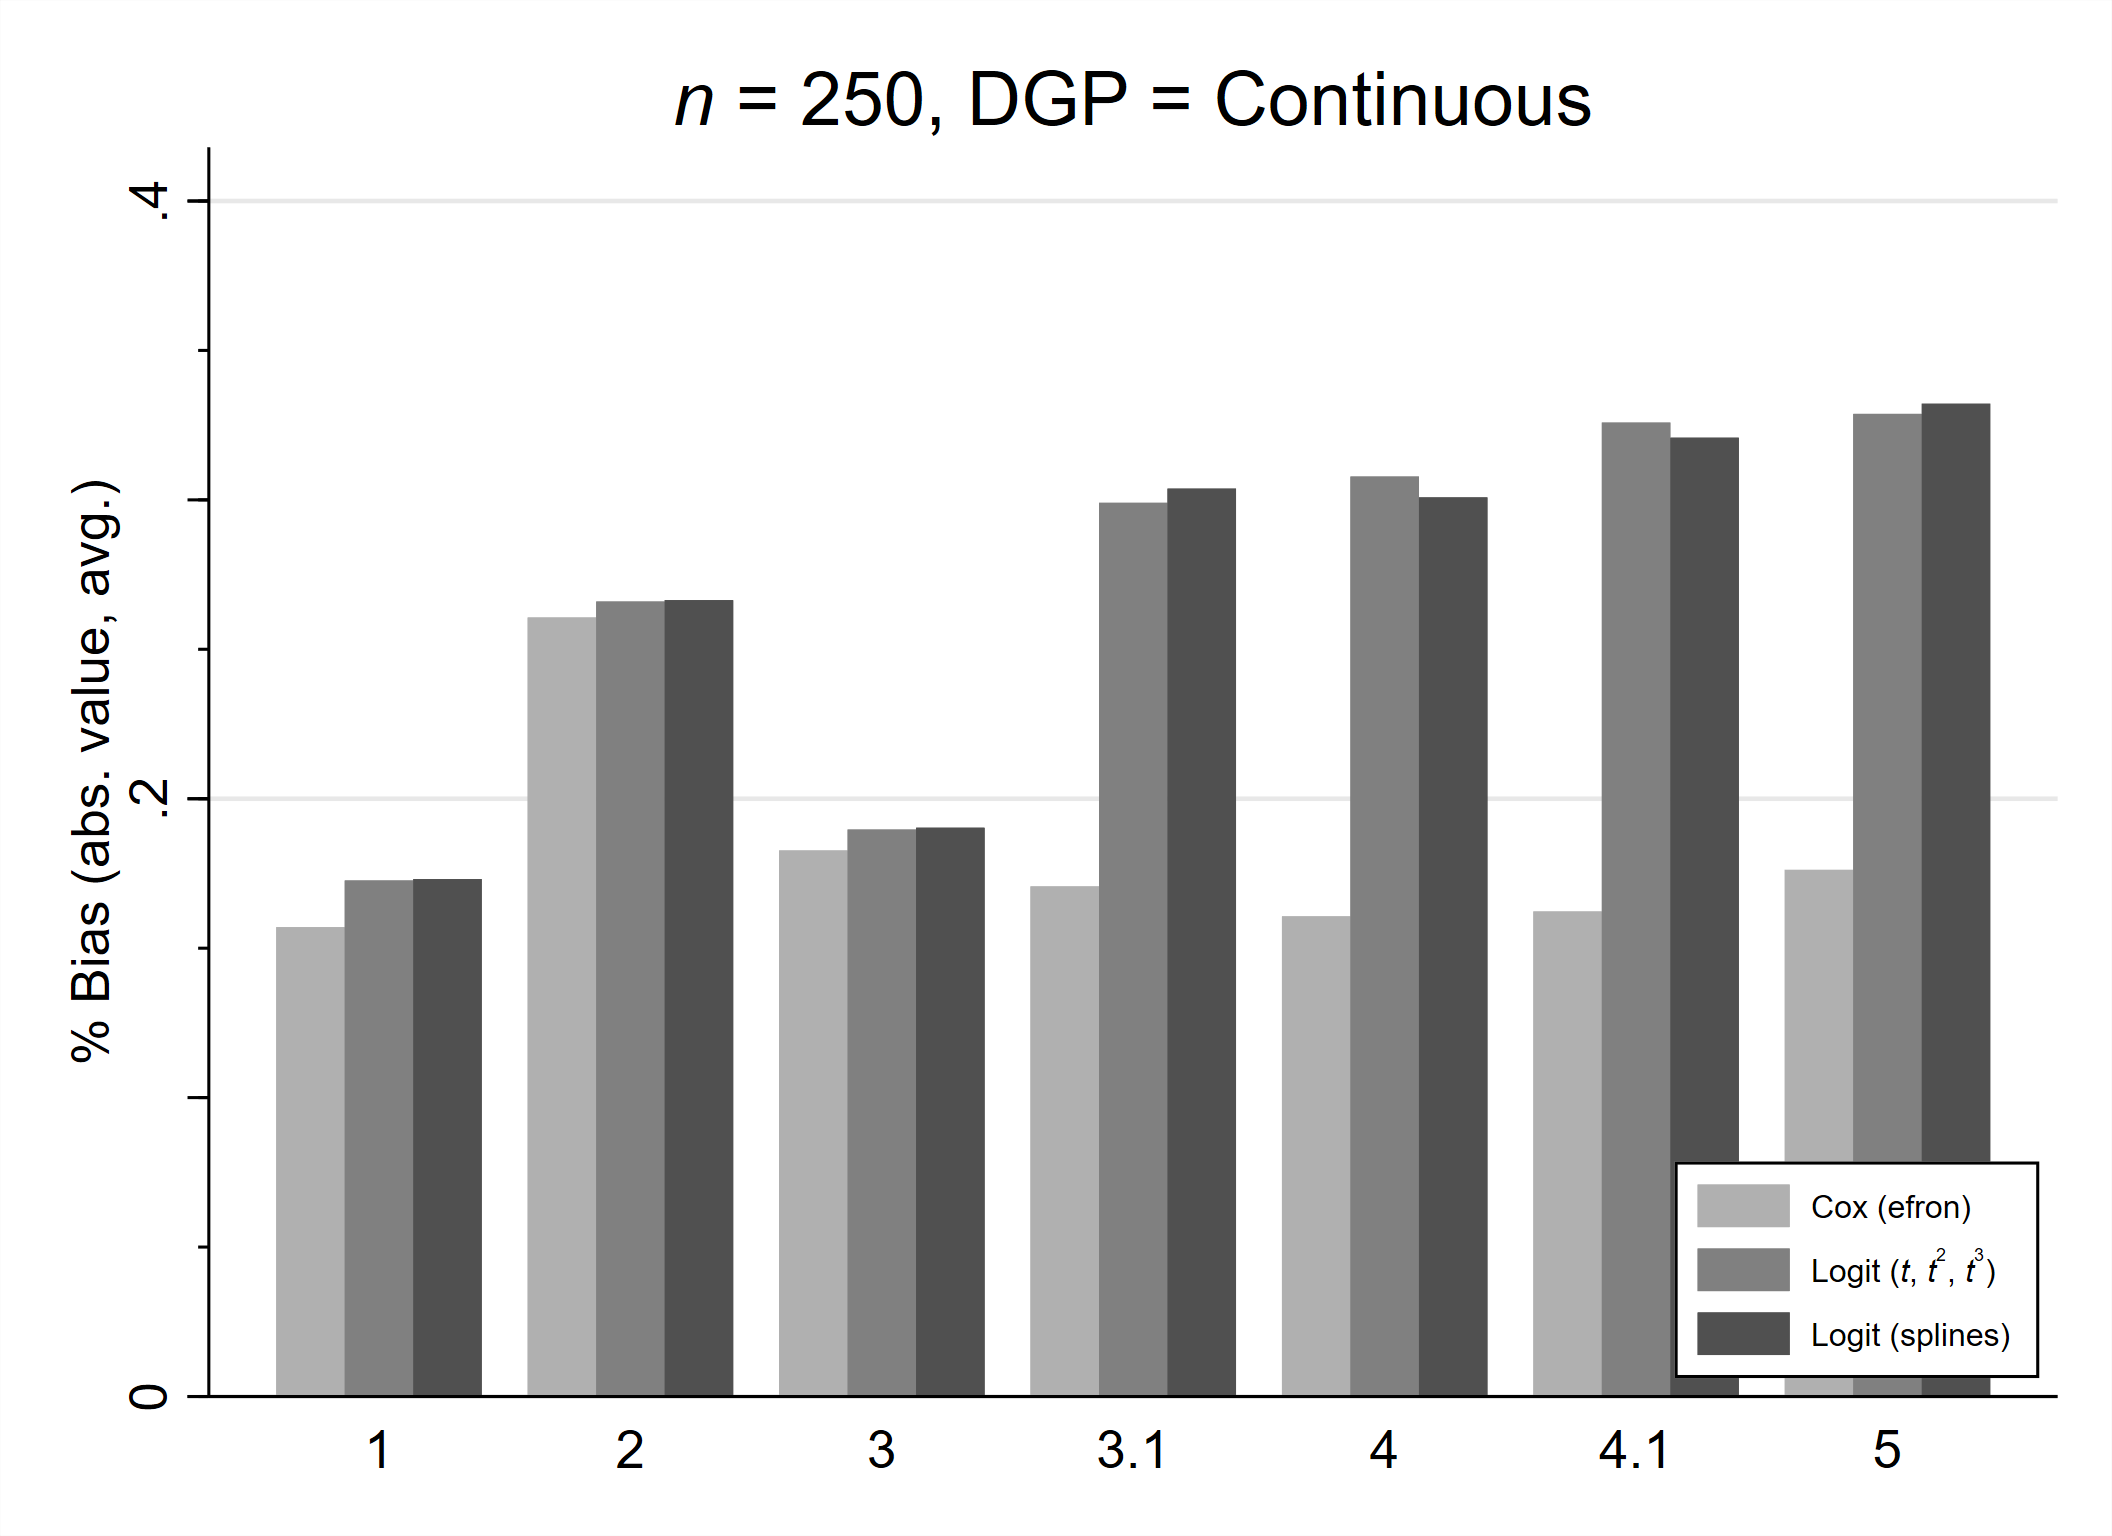 n = 250, DGP = Continuous
% Bias (abs. value, avg.)
.4
.2
0
1 2 3 3.1 4 4.1 5
Cox (efron)
Logit (t, t², t³)
Logit (splines)